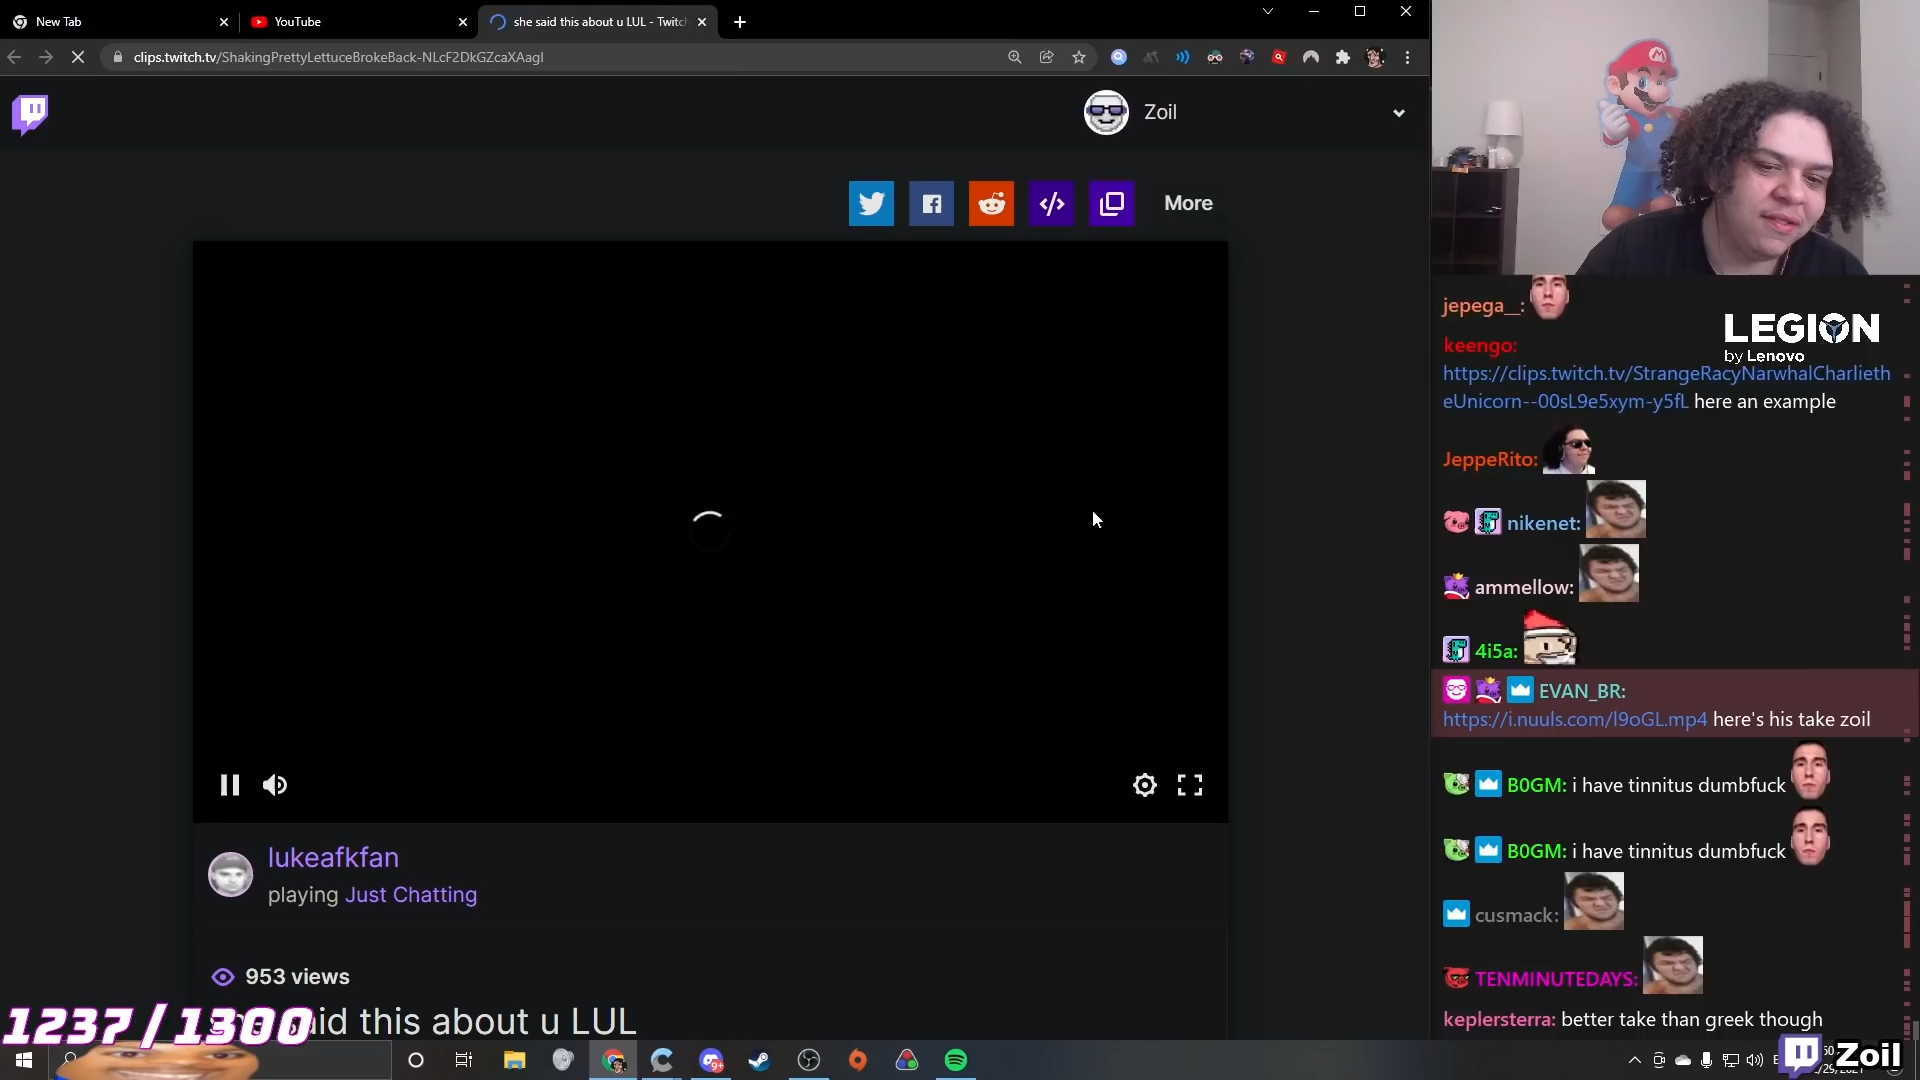 New Tab
YouTube
she said this about u LUL - Twitch
clips.twitch.tv/ShakingPrettyLettuceBrokeBack-NLcF2DkGZcaXAagI
Zoil
More
lukeafkfan
playing Just Chatting
953 views
said this about u LUL
1237/1300
jepega__:
LEGION
by Lenovo
keengo:
https://clips.twitch.tv/StrangeRacyNarwhalCharlieth
eUnicorn--00sL9e5xym-y5fL here an example
JeppeRito:
nikenet:
ammellow:
4i5a:
EVAN_BR:
https://i.nuuls.com/l9oGL.mp4 here's his take zoil
B0GM: i have tinnitus dumbfuck
B0GM: i have tinnitus dumbfuck
cusmack:
TENMINUTEDAYS:
keplersterra: better take than greek though
Zoil